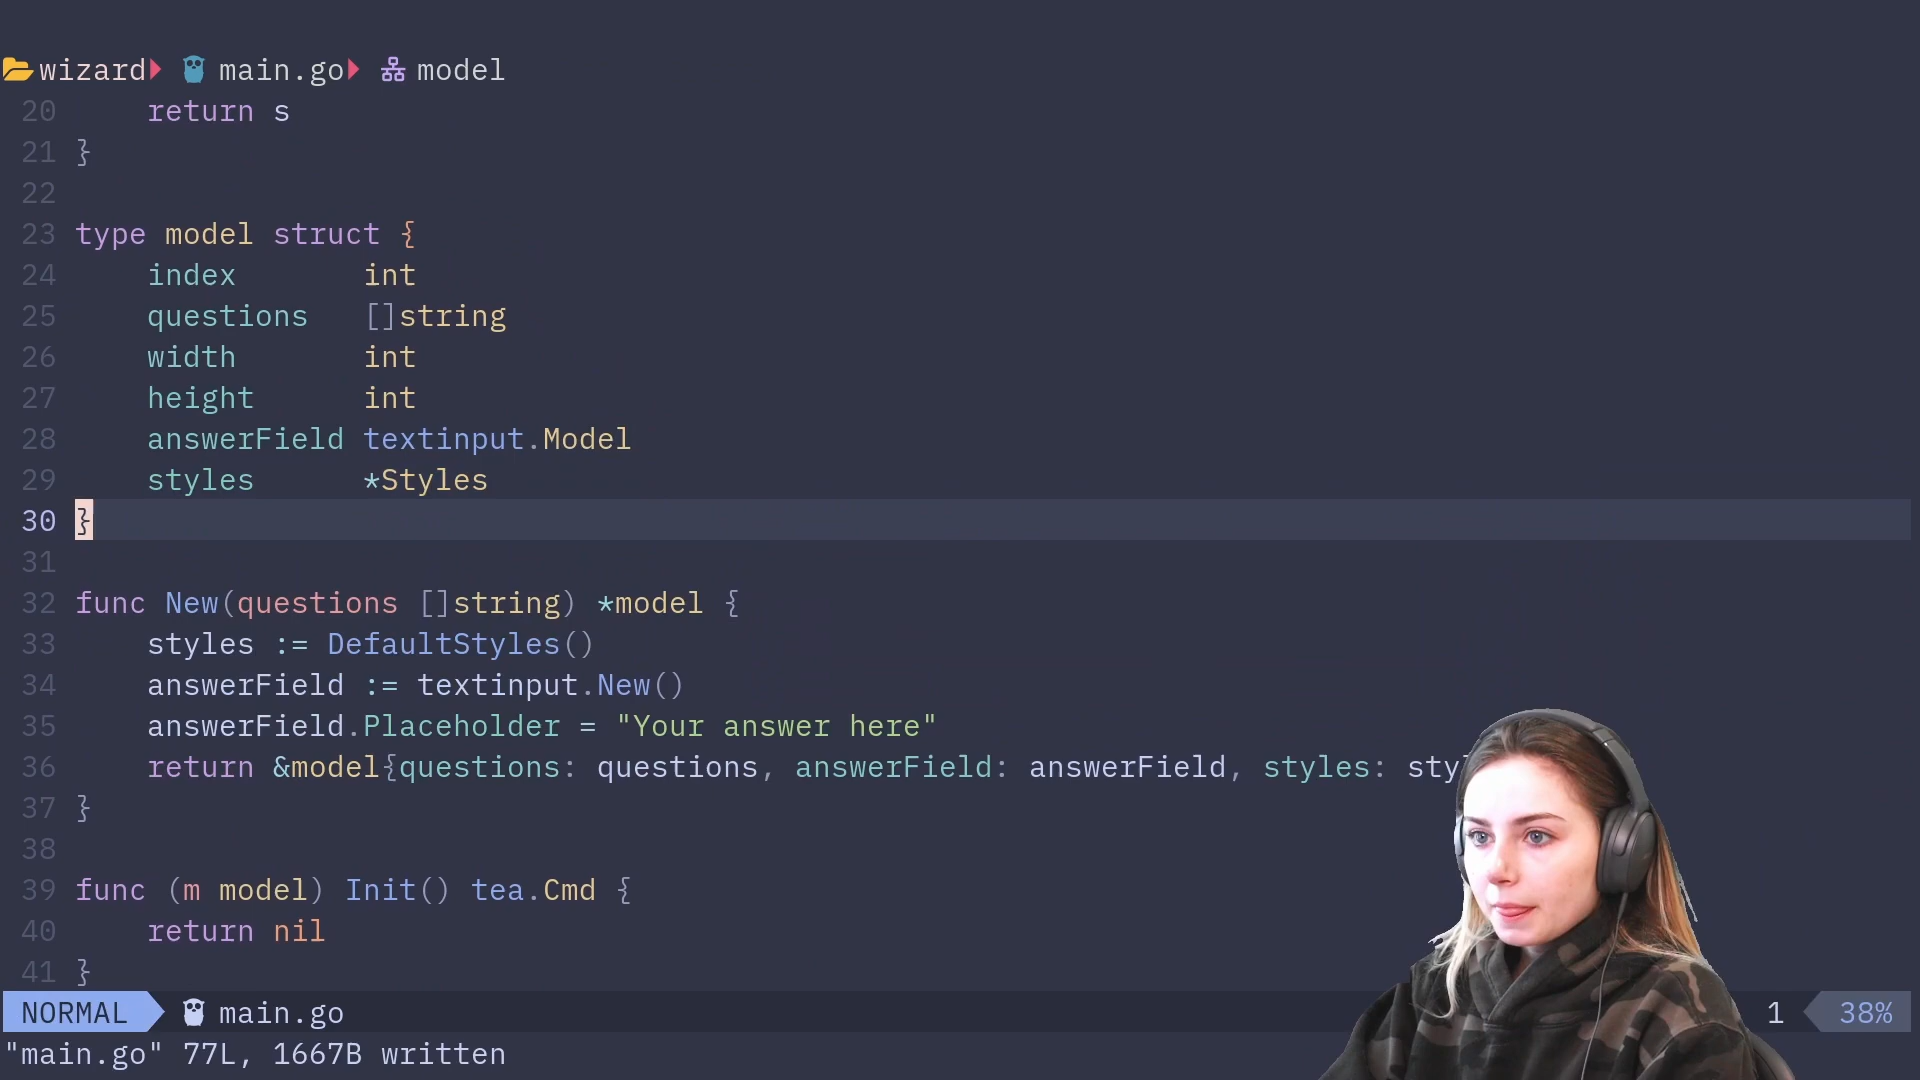 wizard main.go model
20 return s
21 }
22
23 type model struct {
24 index int
25 questions []string
26 width int
27 height int
28 answerField textinput.Model
29 styles *Styles
30 }
31
32 func New(questions []string) *model {
33 styles := DefaultStyles()
34 answerField := textinput.New()
35 answerField.Placeholder = "Your answer here"
36 return &model{questions: questions, answerField: answerField, styles: sty
37 }
38
39 func (m model) Init() tea.Cmd {
40 return nil
41 }
NORMAL main.go 1 38%
"main.go" 77L, 1667B written